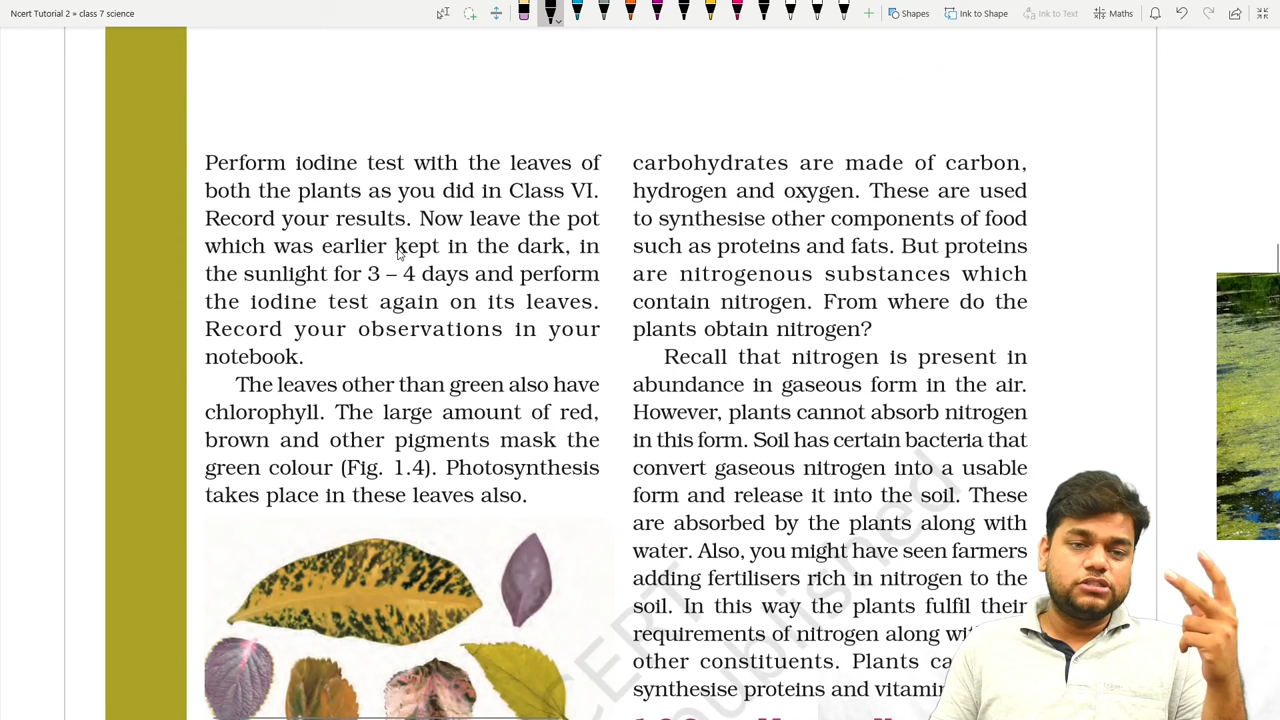 Ncert Tutorial 2 » class 7 science
Shapes
Ink to Shape
Ink to Text
Maths
Perform iodine test with the leaves of
both the plants as you did in Class VI.
Record your results. Now leave the pot
which was earlier kept in the dark, in
the sunlight for 3 – 4 days and perform
the iodine test again on its leaves.
Record your observations in your
notebook.
The leaves other than green also have
chlorophyll. The large amount of red,
brown and other pigments mask the
green colour (Fig. 1.4). Photosynthesis
takes place in these leaves also.
carbohydrates are made of carbon,
hydrogen and oxygen. These are used
to synthesise other components of food
such as proteins and fats. But proteins
are nitrogenous substances which
contain nitrogen. From where do the
plants obtain nitrogen?
Recall that nitrogen is present in
abundance in gaseous form in the air.
However, plants cannot absorb nitrogen
in this form. Soil has certain bacteria that
convert gaseous nitrogen into a usable
form and release it into the soil. These
are absorbed by the plants along with
water. Also, you might have seen farmers
adding fertilisers rich in nitrogen to the
soil. In this way the plants fulfil their
requirements of nitrogen along
other constituents. Plants
synthesise proteins and